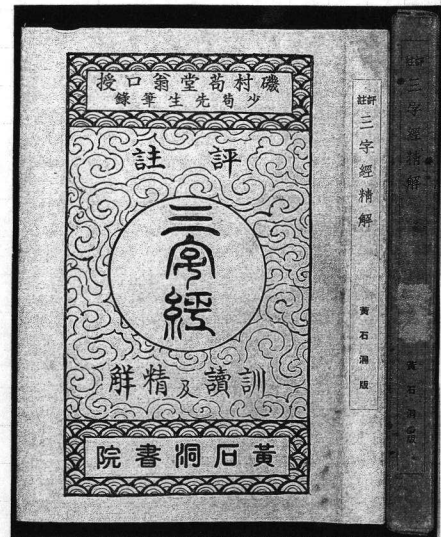 磯村荀堂翁口授
少荀先生筆錄
評註
三字經
訓讀及精解
黃石洞書院
評註 三字經精解 黃石洞版
評註 三字經精解 黃石洞版